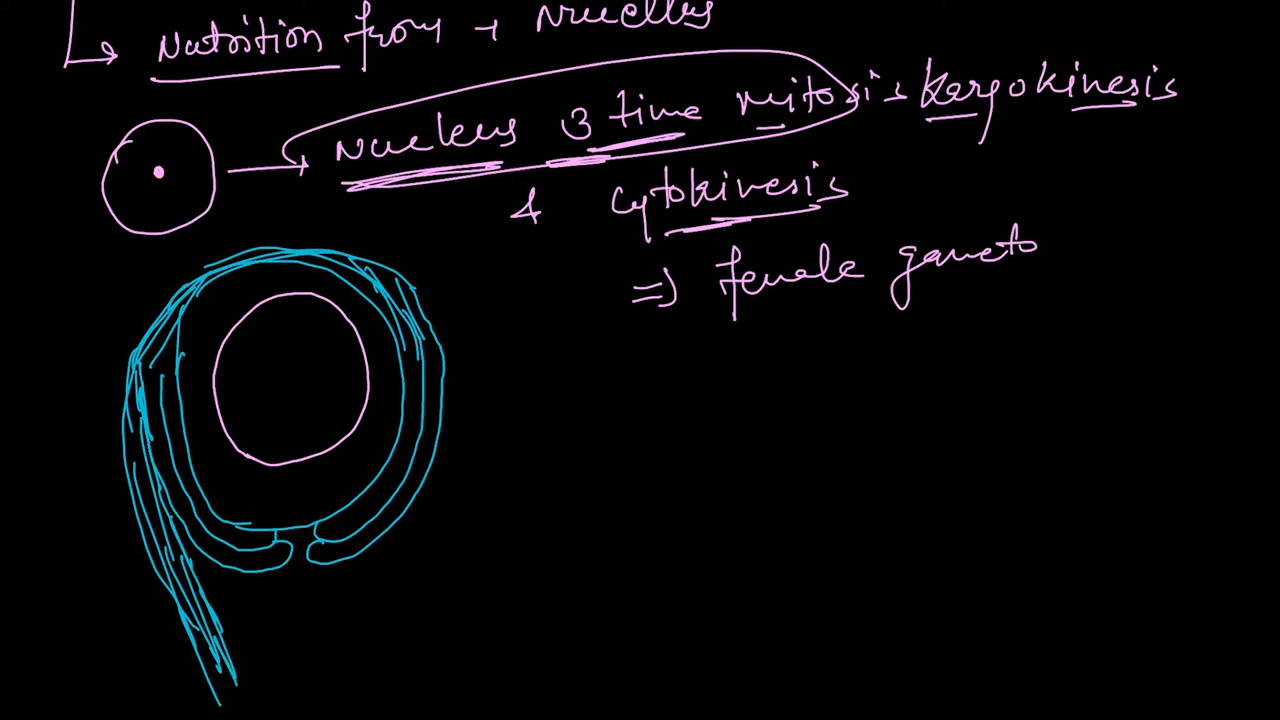 Nutrition from → Nucellus
Nucleus 3 time mitosis karyokinesis
& cytokinesis
⇒ female gameto